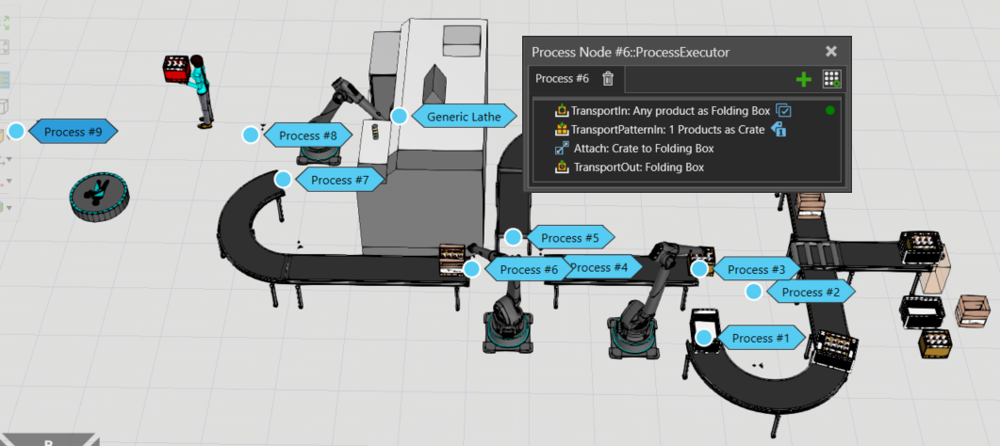 Process Node #6::ProcessExecutor
Process #6
TransportIn: Any product as Folding Box
TransportPatternIn: 1 Products as Crate
Attach: Crate to Folding Box
TransportOut: Folding Box
Generic Lathe
Process #9
Process #8
Process #7
Process #5
Process #6
Process #4
Process #3
Process #2
Process #1